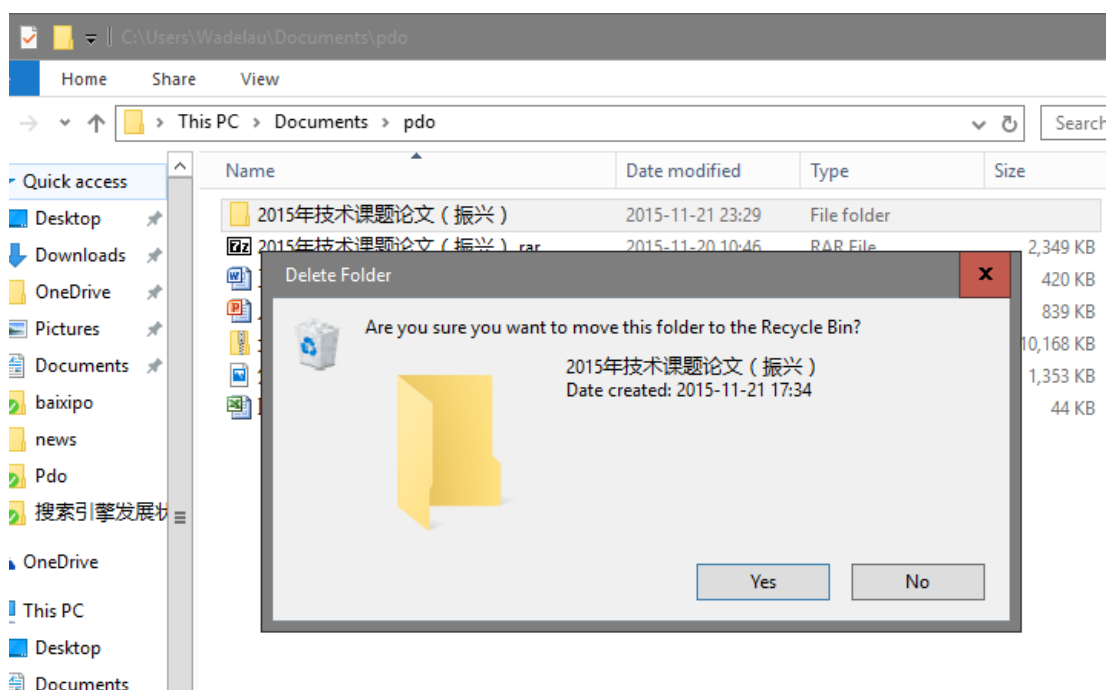 C:\Users\Wadelau\Documents\pdo
Home Share View
This PC > Documents > pdo
Search
Name Date modified Type Size
Quick access
2015年技术课题论文（振兴） 2015-11-21 23:29 File folder
Desktop
2015年技术课题论文（振兴）.rar 2015-11-20 10:46 RAR File 2,349 KB
Downloads
Delete Folder x
420 KB
OneDrive
Are you sure you want to move this folder to the Recycle Bin?
839 KB
Pictures
10,168 KB
2015年技术课题论文（振兴）
Documents
Date created: 2015-11-21 17:34
1,353 KB
baixipo
44 KB
news
Pdo
搜索引擎发展
OneDrive
Yes No
This PC
Desktop
Documents